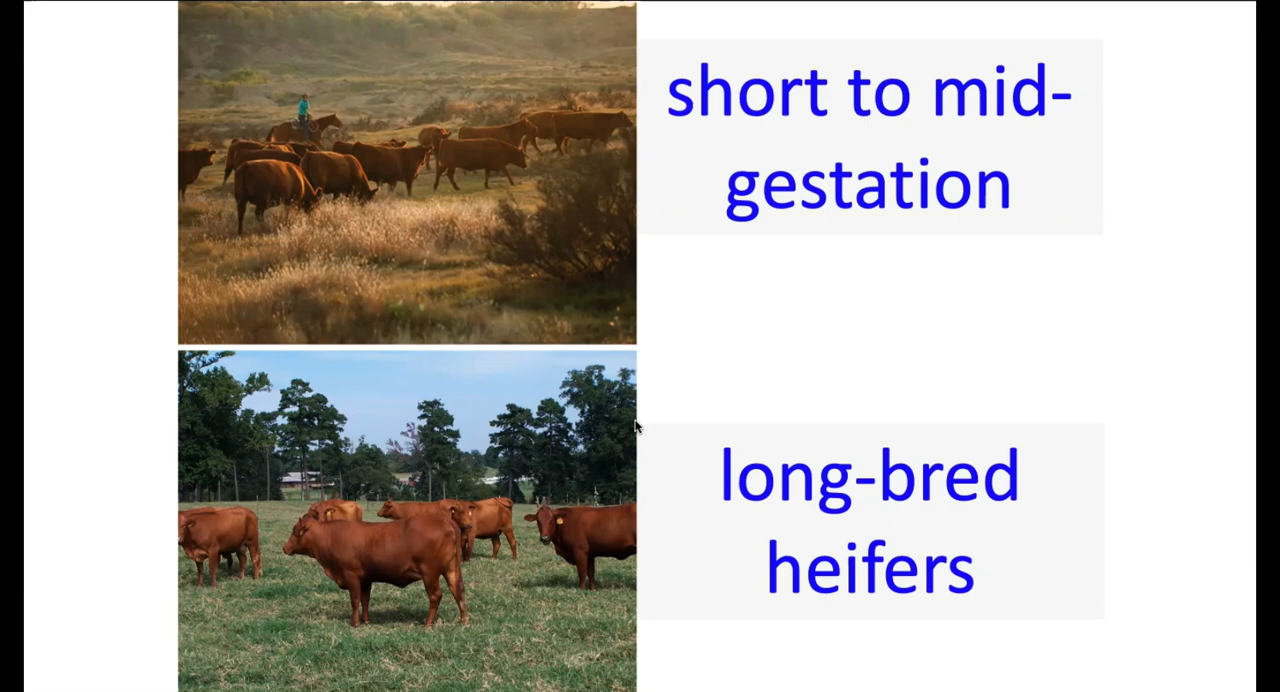 short to mid-
gestation
long-bred
heifers